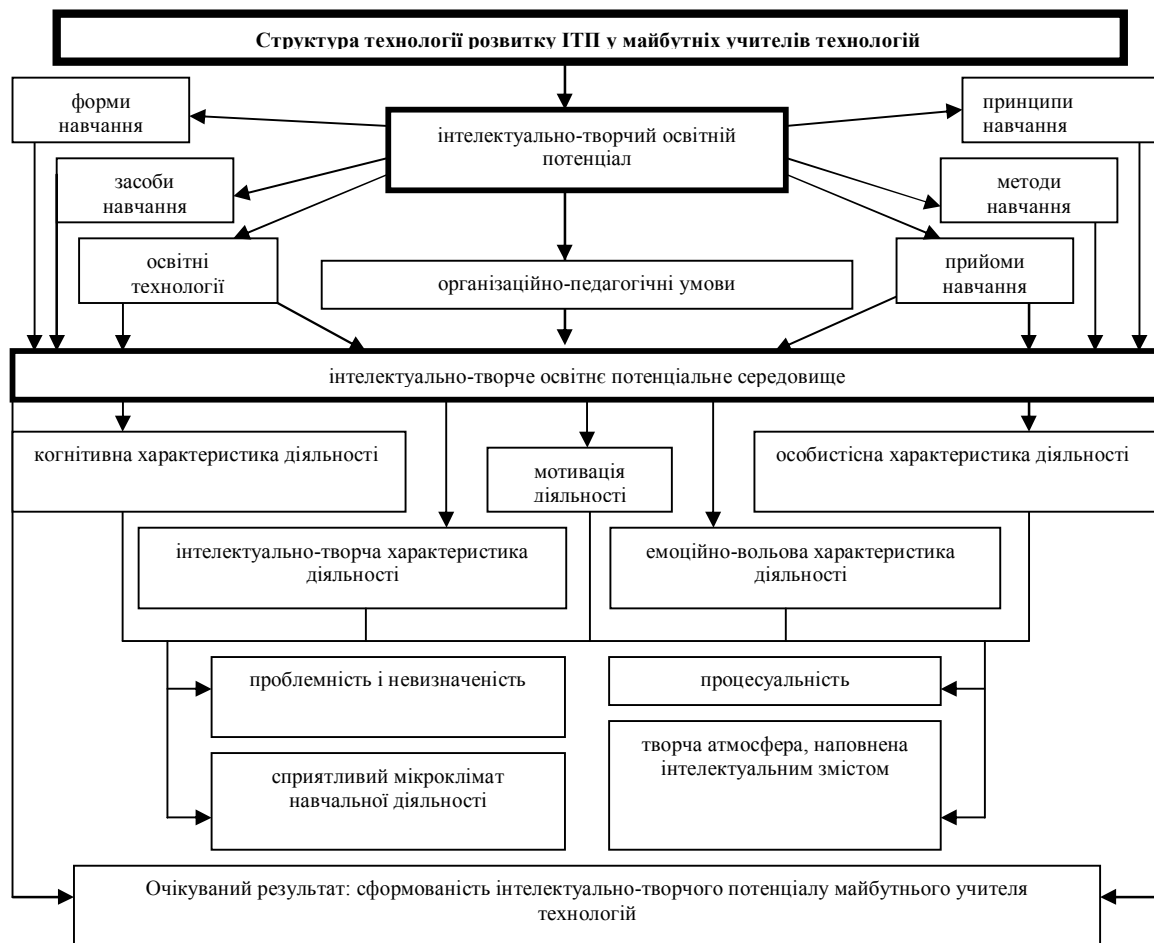 Структура технології розвитку ІТП у майбутніх учителів технологій
форми
навчання
принципи
навчання
інтелектуально-творчий освітній
потенціал
засоби
навчання
методи
навчання
освітні
технології
організаційно-педагогічні умови
прийоми
навчання
інтелектуально-творче освітнє потенціальне середовище
когнітивна характеристика діяльності
мотивація
діяльності
особистісна характеристика діяльності
інтелектуально-творча характеристика
діяльності
емоційно-вольова характеристика
діяльності
проблемність і невизначеність
процесуальність
сприятливий мікроклімат
навчальної діяльності
творча атмосфера, наповнена
інтелектуальним змістом
Очікуваний результат: сформованість інтелектуально-творчого потенціалу майбутнього учителя
технологій